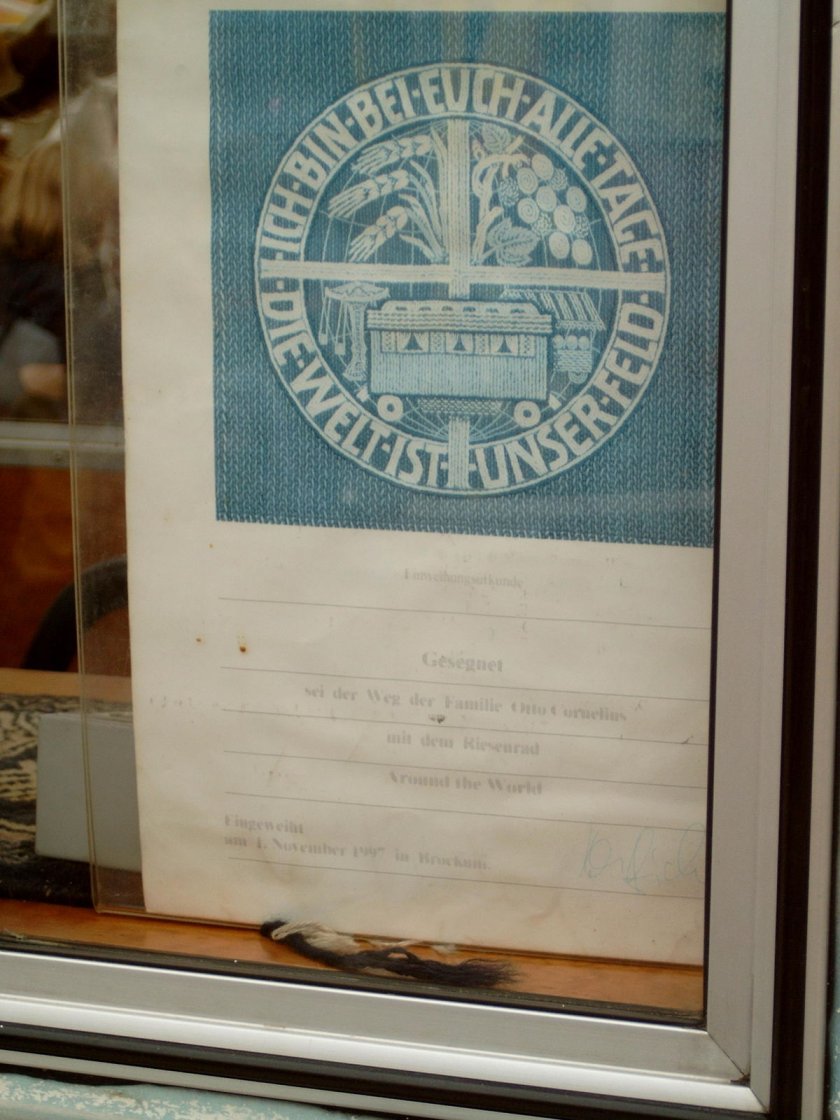 ·ICH·BIN·BEI·EUCH·ALLE·TAGE·
DIE·WELT·IST·UNSER·FELD·
Einweihungsurkunde
Gesegnet
sei der Weg der Familie Otto Cornelius
mit dem Riesenrad
Around the World
Eingeweiht
am 1. November 1997 in Brockum.